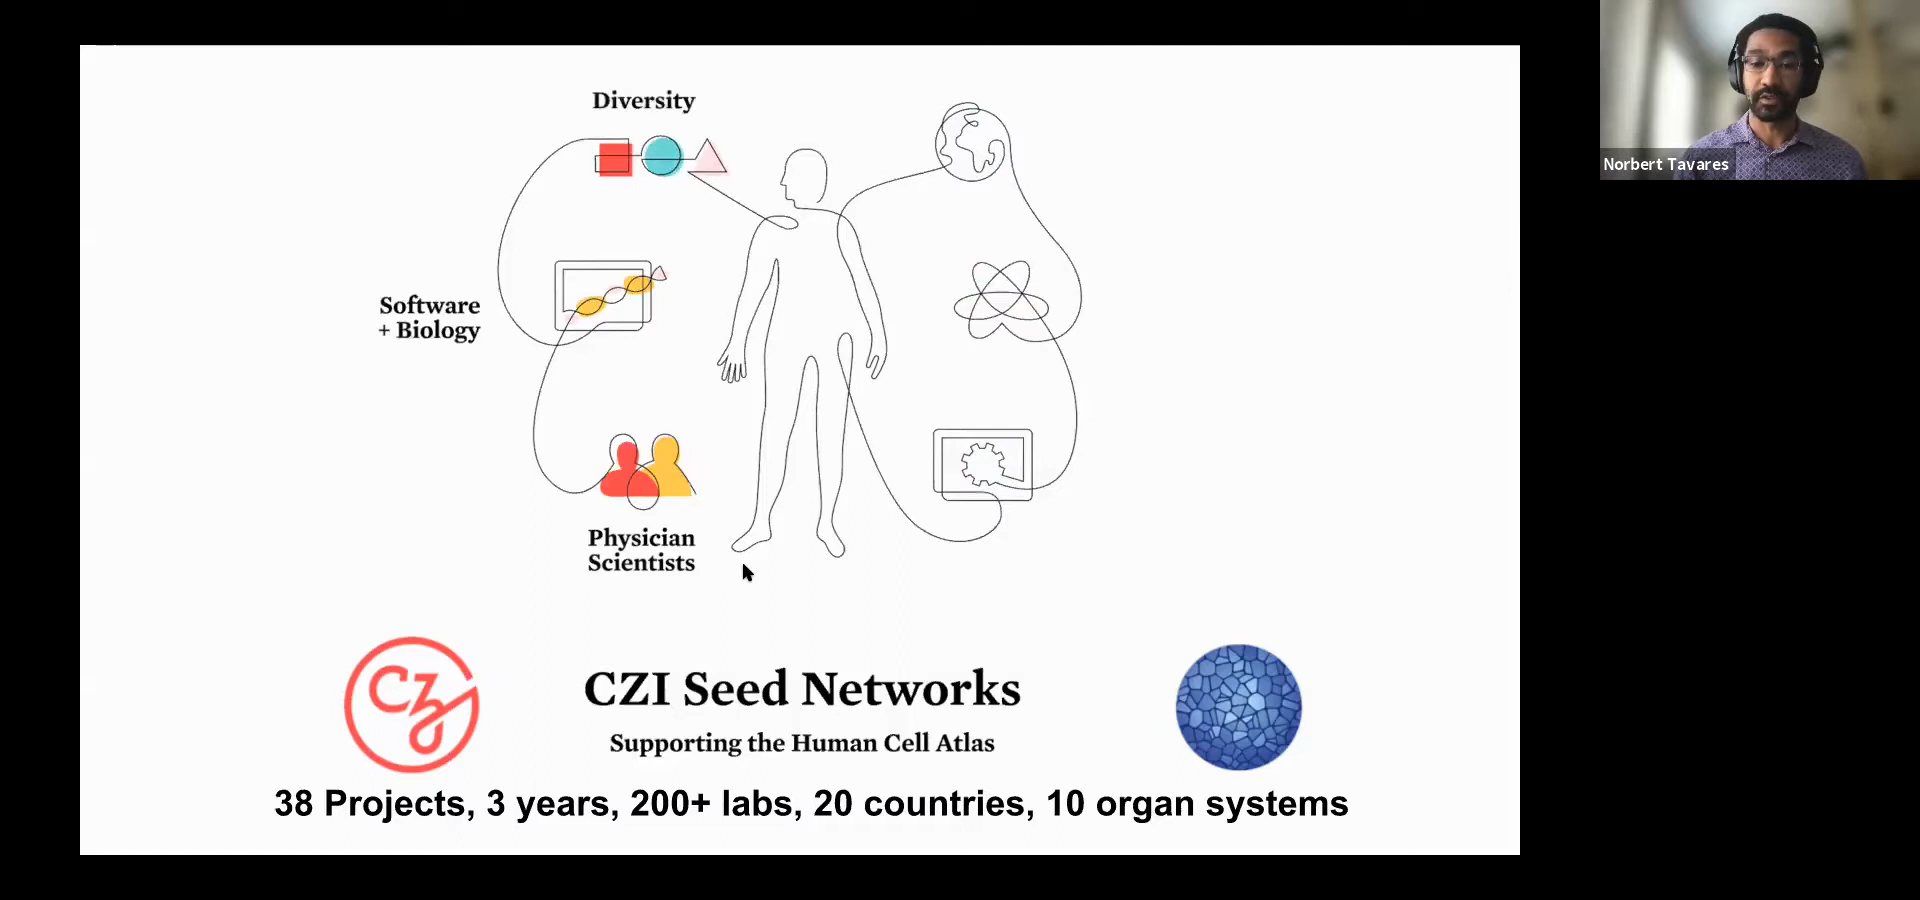 Diversity
Software
+ Biology
Physician
Scientists
CZI Seed Networks
Supporting the Human Cell Atlas
38 Projects, 3 years, 200+ labs, 20 countries, 10 organ systems
CZ
Norbert Tavares